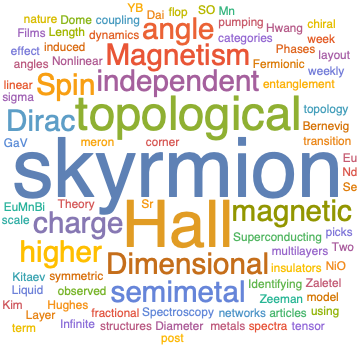 YB Dai flop SO Mn
nature Dome coupling pumping Hwang chiral
Films Length angle Phases week
effect induced dynamics categories layout
angles Nonlinear Magnetism Fermionic weekly
linear Spin independent entanglement
sigma topology
Dirac topological Bernevig
GaV meron corner transition
skyrmion Eu
Nd
EuMnBi Theory Sr Se
scale charge Hall magnetic
higher Superconducting picks
Dimensional multilayers Two
Kitaev symmetric insulators NiO
Liquid observed semimetal Identifying Zaletel
Zeeman model
Kim Hughes fractional Spectroscopy networks articles using
Layer structures Diameter metals spectra tensor
term Infinite
post